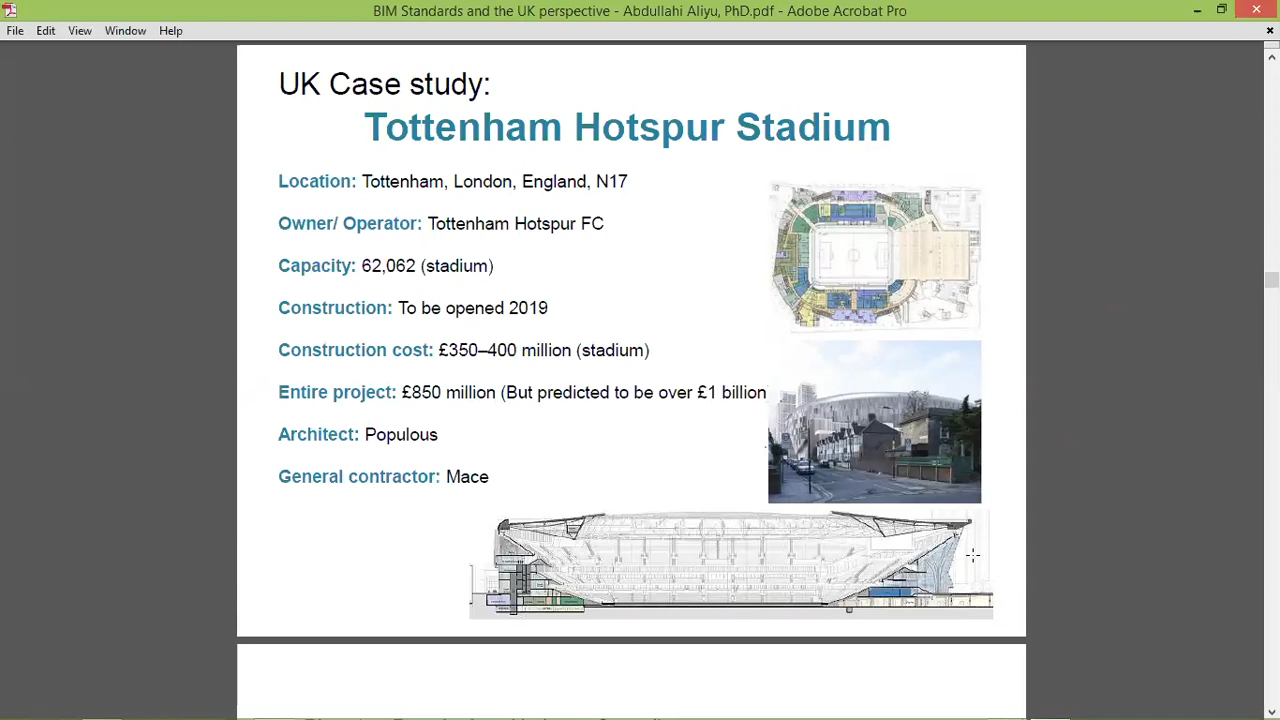 BIM Standards and the UK perspective - Abdullahi Aliyu, PhD.pdf - Adobe Acrobat Pro
File Edit View Window Help
UK Case study:
Tottenham Hotspur Stadium
Location: Tottenham, London, England, N17
Owner/ Operator: Tottenham Hotspur FC
Capacity: 62,062 (stadium)
Construction: To be opened 2019
Construction cost: £350–400 million (stadium)
Entire project: £850 million (But predicted to be over £1 billion
Architect: Populous
General contractor: Mace